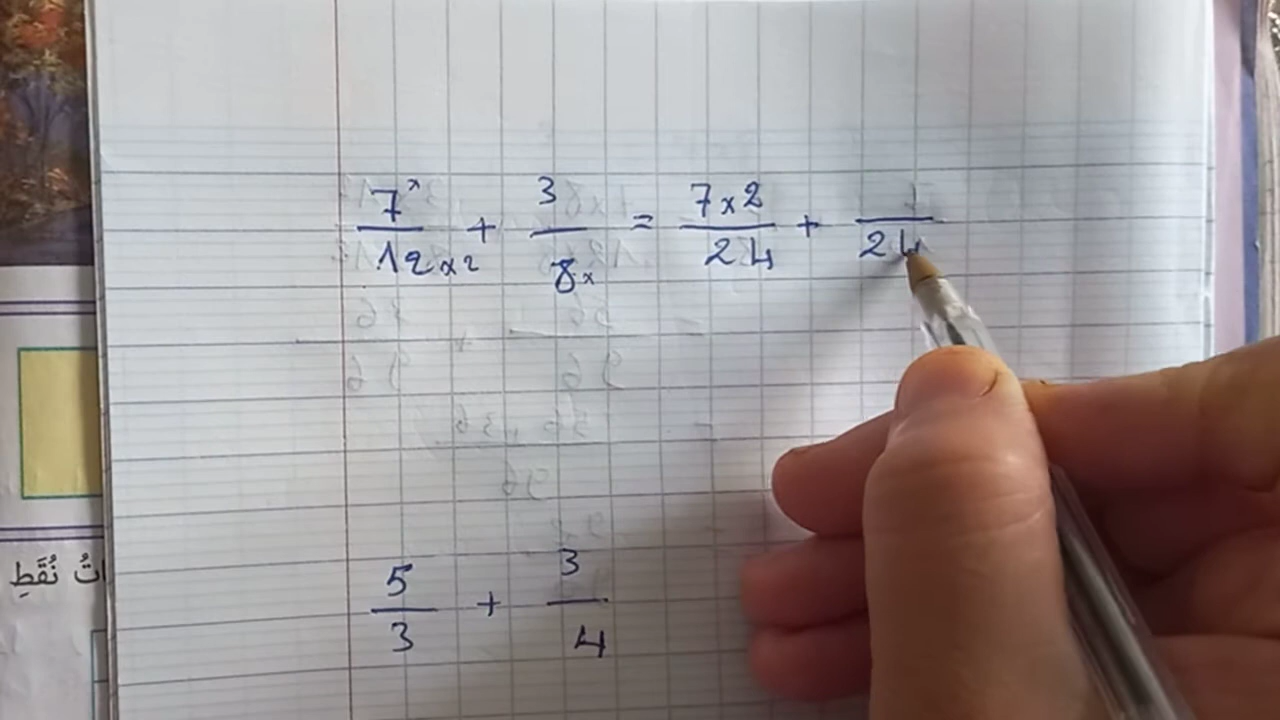 7× 3 7×2
── + ── = ── + ──
12×2 8× 24 24
5 3
── + ──
3 4
نُقَطِ